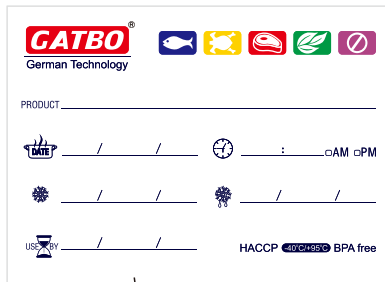 GATBO®
German Technology
PRODUCT
DATE / / : AM PM
/ / / /
USE BY / / HACCP -40°C/+95°C BPA free